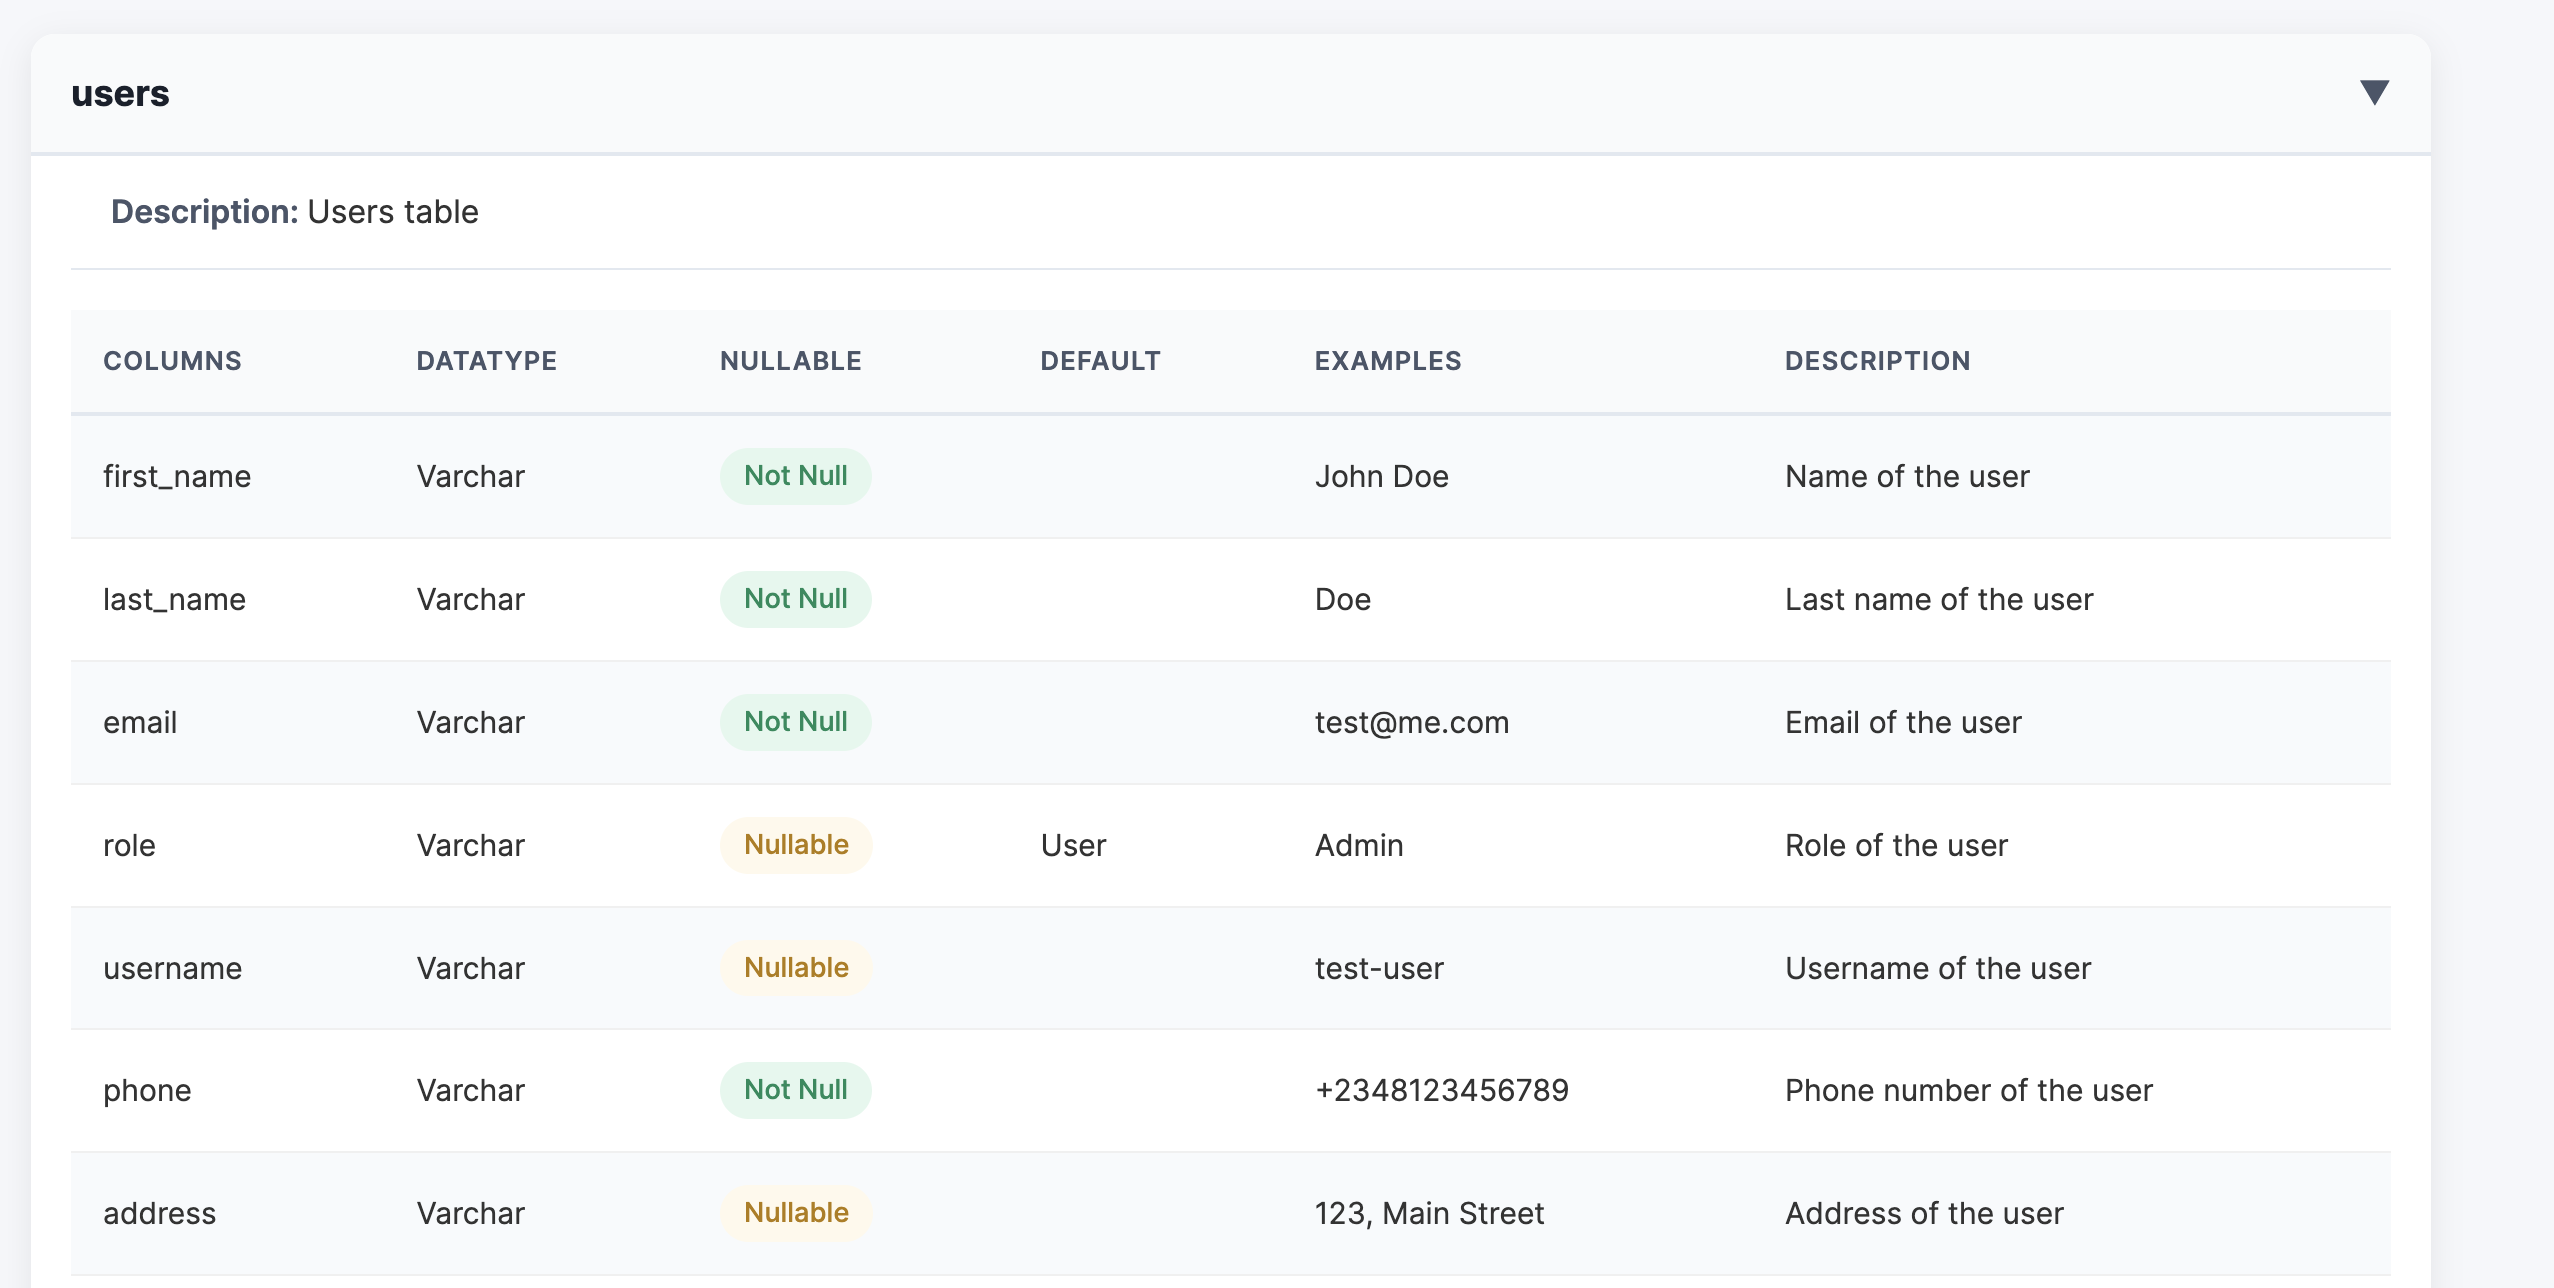 users
Description: Users table
COLUMNS DATATYPE NULLABLE DEFAULT EXAMPLES DESCRIPTION
first_name Varchar Not Null John Doe Name of the user
last_name Varchar Not Null Doe Last name of the user
email Varchar Not Null test@me.com Email of the user
role Varchar Nullable User Admin Role of the user
username Varchar Nullable test-user Username of the user
phone Varchar Not Null +2348123456789 Phone number of the user
address Varchar Nullable 123, Main Street Address of the user